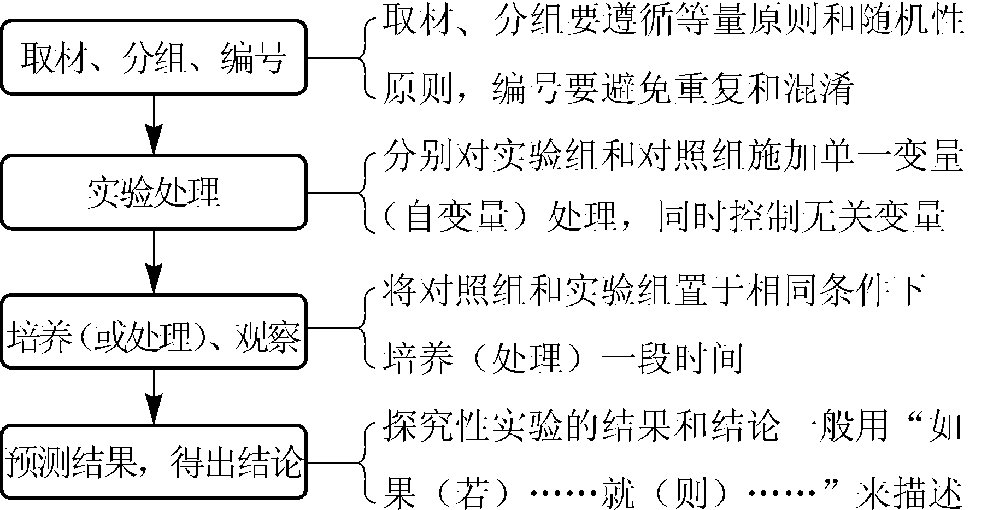 取材、分组、编号
取材、分组要遵循等量原则和随机性
原则，编号要避免重复和混淆
实验处理
分别对实验组和对照组施加单一变量
（自变量）处理，同时控制无关变量
培养(或处理)、观察
将对照组和实验组置于相同条件下
培养（处理）一段时间
预测结果，得出结论
探究性实验的结果和结论一般用“如
果（若）……就（则）……”来描述